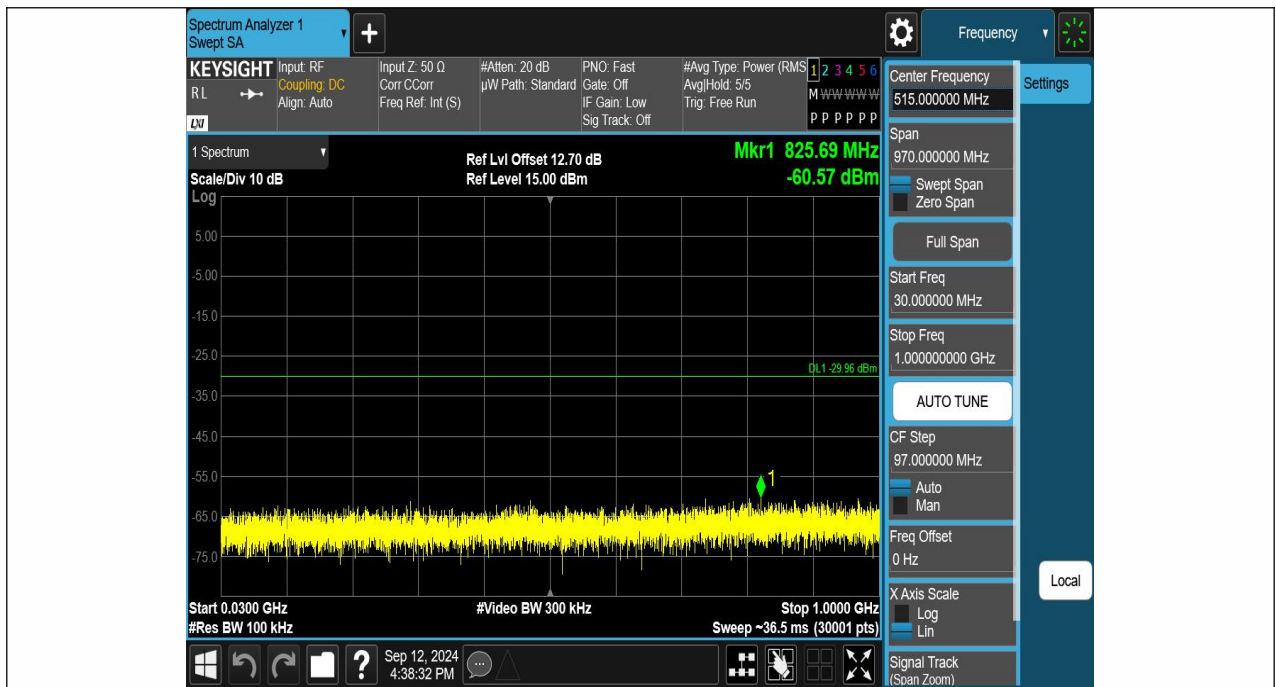 Spectrum Analyzer 1
Swept SA
+
Frequency
KEYSIGHT
R L
LXI
Input: RF
Coupling: DC
Align: Auto
Input Z: 50 Ω
Corr CCorr
Freq Ref: Int (S)
#Atten: 20 dB
µW Path: Standard
PNO: Fast
Gate: Off
IF Gain: Low
Sig Track: Off
#Avg Type: Power (RMS
Avg|Hold: 5/5
Trig: Free Run
1 2 3 4 5 6
M W W W W W
P P P P P P
1 Spectrum
Scale/Div 10 dB
Ref Lvl Offset 12.70 dB
Ref Level 15.00 dBm
Mkr1 825.69 MHz
-60.57 dBm
Log
5.00
-5.00
-15.0
-25.0
DL1 -29.96 dBm
-35.0
-45.0
-55.0
1
-65.0
-75.0
Start 0.0300 GHz
#Res BW 100 kHz
#Video BW 300 kHz
Stop 1.0000 GHz
Sweep ~36.5 ms (30001 pts)
?
Sep 12, 2024
4:38:32 PM
Center Frequency
515.000000 MHz
Span
970.000000 MHz
Swept Span
Zero Span
Full Span
Start Freq
30.000000 MHz
Stop Freq
1.000000000 GHz
AUTO TUNE
CF Step
97.000000 MHz
Auto
Man
Freq Offset
0 Hz
X Axis Scale
Log
Lin
Signal Track
(Span Zoom)
Settings
Local